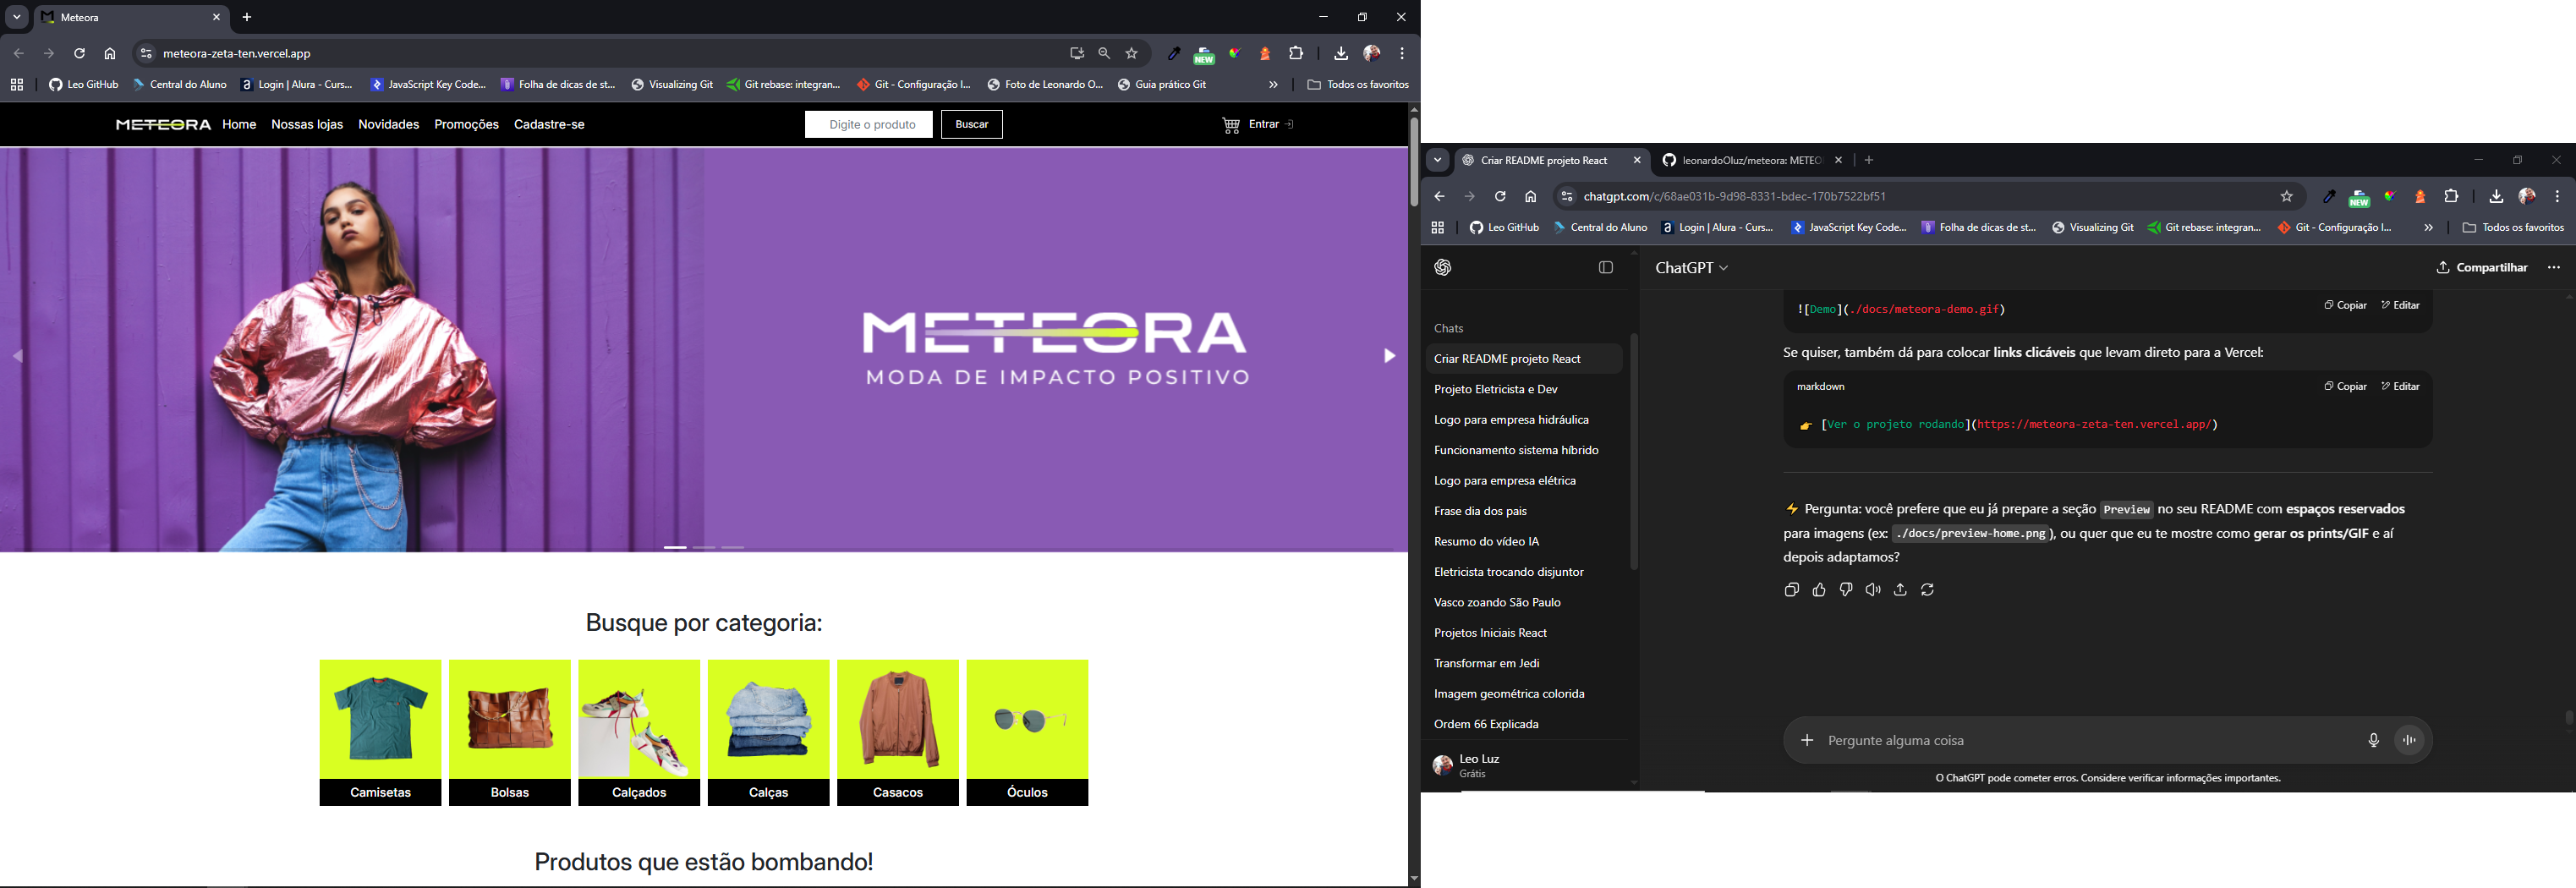 Meteora
meteora-zeta-ten.vercel.app
NEW
Leo GitHub
Central do Aluno
Login | Alura - Curs...
JavaScript Key Code...
Folha de dicas de st...
Visualizing Git
Git rebase: integran...
Git - Configuração I...
Foto de Leonardo O...
Guia prático Git
Todos os favoritos
METEORA
Home
Nossas lojas
Novidades
Promoções
Cadastre-se
Digite o produto
Buscar
Entrar
METEORA
MODA DE IMPACTO POSITIVO
Busque por categoria:
Camisetas
Bolsas
Calçados
Calças
Casacos
Óculos
Produtos que estão bombando!
Criar README projeto React
leonardoOluz/meteora: METEO
chatgpt.com/c/68ae031b-9d98-8331-bdec-170b7522bf51
NEW
Leo GitHub
Central do Aluno
Login | Alura - Curs...
JavaScript Key Code...
Folha de dicas de st...
Visualizing Git
Git rebase: integran...
Git - Configuração I...
Todos os favoritos
ChatGPT
Compartilhar
Chats
Criar README projeto React
Projeto Eletricista e Dev
Logo para empresa hidráulica
Funcionamento sistema híbrido
Logo para empresa elétrica
Frase dia dos pais
Resumo do vídeo IA
Eletricista trocando disjuntor
Vasco zoando São Paulo
Projetos Iniciais React
Transformar em Jedi
Imagem geométrica colorida
Ordem 66 Explicada
Leo Luz
Grátis
Copiar
Editar
![Demo](./docs/meteora-demo.gif)
Se quiser, também dá para colocar links clicáveis que levam direto para a Vercel:
markdown
Copiar
Editar
👉 [Ver o projeto rodando](https://meteora-zeta-ten.vercel.app/)
⚡ Pergunta: você prefere que eu já prepare a seção Preview no seu README com espaços reservados
para imagens (ex: ./docs/preview-home.png), ou quer que eu te mostre como gerar os prints/GIF e aí
depois adaptamos?
Pergunte alguma coisa
O ChatGPT pode cometer erros. Considere verificar informações importantes.